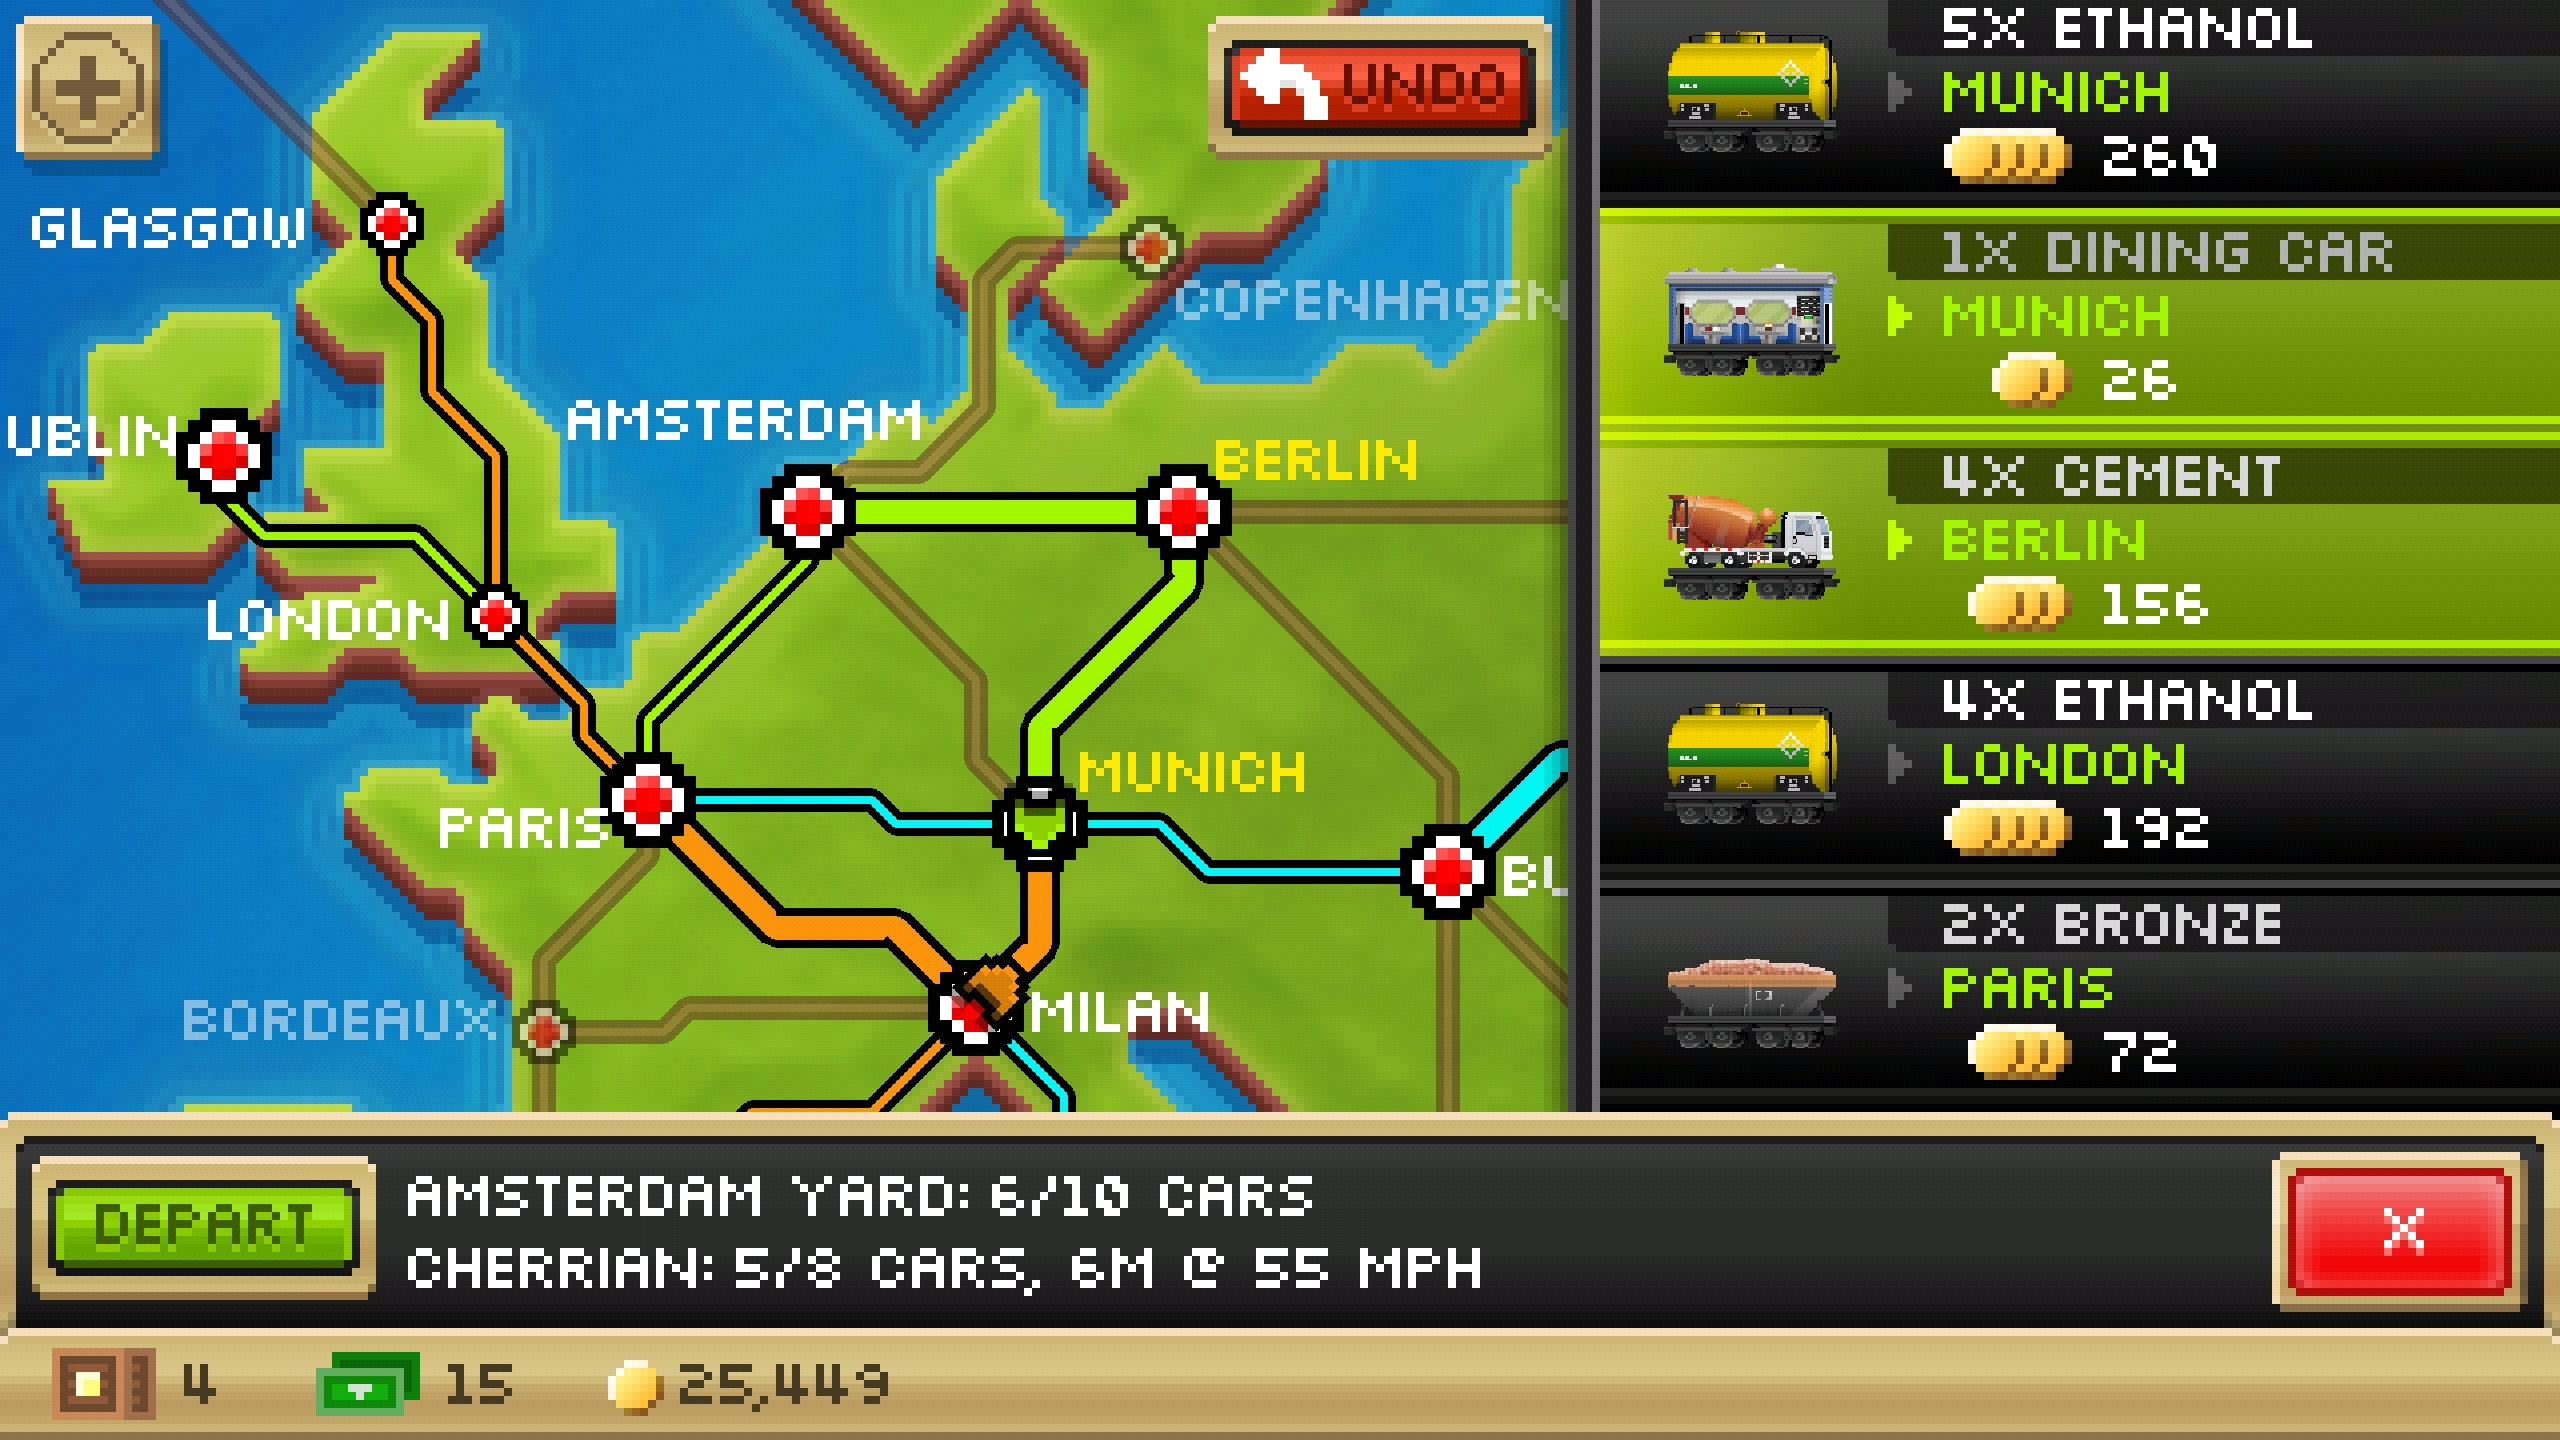 UNDO
GLASGOW
COPENHAGEN
UBLIN
AMSTERDAM
BERLIN
LONDON
MUNICH
PARIS
BU
BORDEAUX
MILAN
5X ETHANOL
MUNICH
260
1X DINING CAR
MUNICH
26
4X CEMENT
BERLIN
156
4X ETHANOL
LONDON
192
2X BRONZE
PARIS
72
DEPART
AMSTERDAM YARD: 6/10 CARS
CHERRIAN: 5/8 CARS, 6M @ 55 MPH
X
4
15
25,449